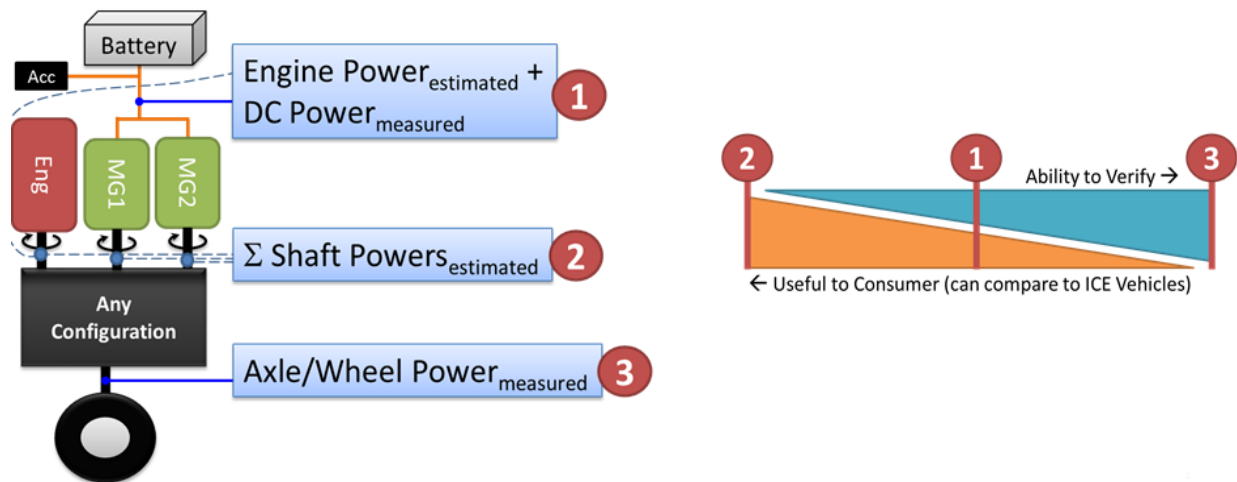 Battery
Acc
Engine Power estimated +
DC Power measured
1
Eng
MG1
MG2
Σ Shaft Powers estimated
2
Any
Configuration
Axle/Wheel Power measured
3
2
1
3
Ability to Verify →
← Useful to Consumer (can compare to ICE Vehicles)